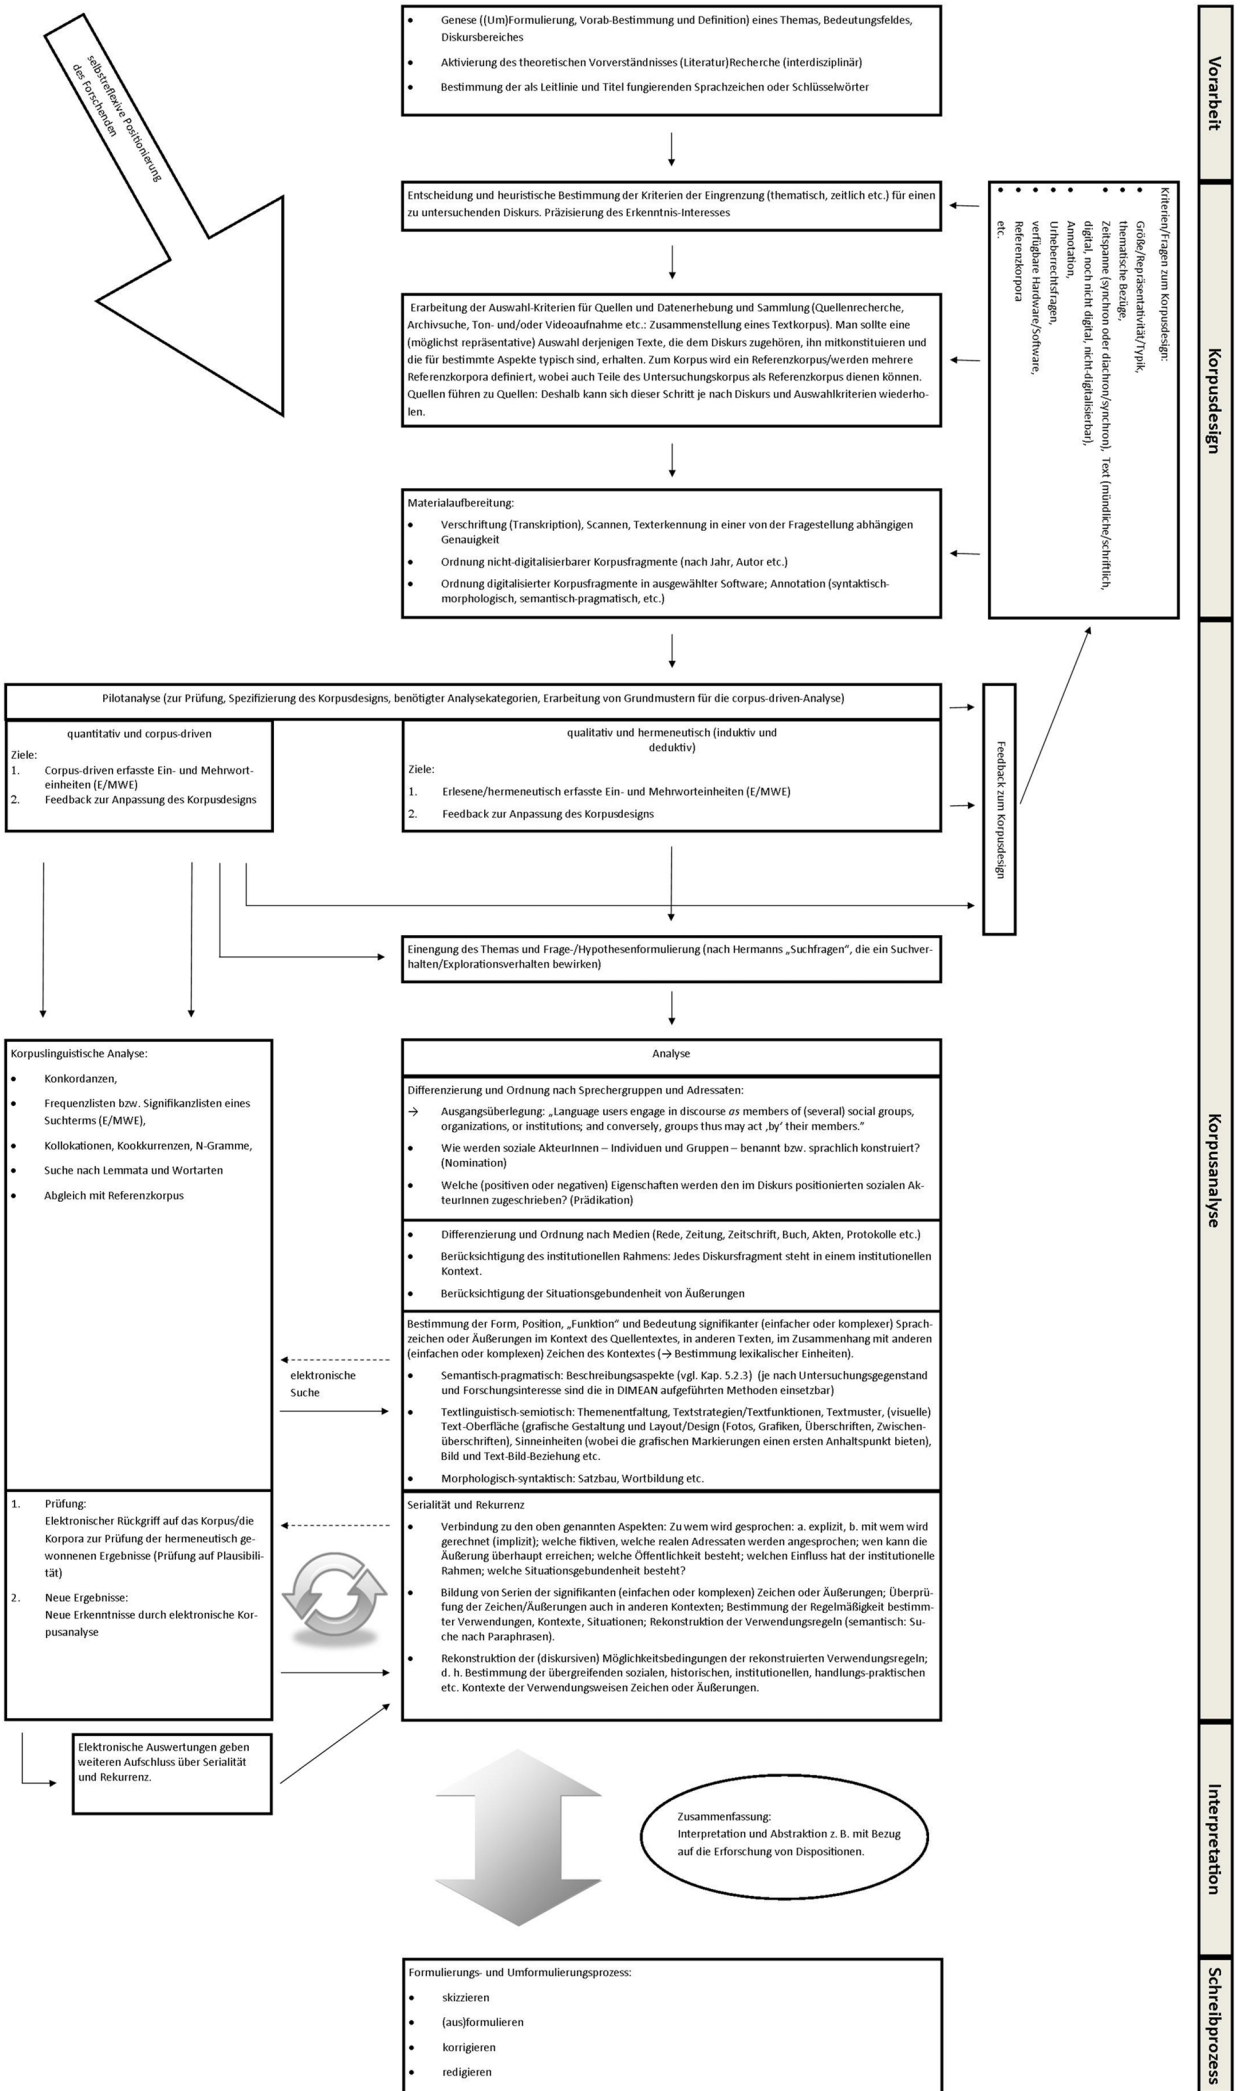 selbstreflexive Positionierung
des Forschenden
• Genese ((Um)Formulierung, Vorab-Bestimmung und Definition) eines Themas, Bedeutungsfeldes,
Diskursbereiches
• Aktivierung des theoretischen Vorverständnisses (Literatur)Recherche (interdisziplinär)
• Bestimmung der als Leitlinie und Titel fungierenden Sprachzeichen oder Schlüsselwörter
Vorarbeit
Entscheidung und heuristische Bestimmung der Kriterien der Eingrenzung (thematisch, zeitlich etc.) für einen
zu untersuchenden Diskurs. Präzisierung des Erkenntnis-Interesses
Erarbeitung der Auswahl-Kriterien für Quellen und Datenerhebung und Sammlung (Quellenrecherche,
Archivsuche, Ton- und/oder Videoaufnahme etc.: Zusammenstellung eines Textkorpus). Man sollte eine
(möglichst repräsentative) Auswahl derjenigen Texte, die dem Diskurs zugehören, ihn mitkonstituieren und
die für bestimmte Aspekte typisch sind, erhalten. Zum Korpus wird ein Referenzkorpus/werden mehrere
Referenzkorpora definiert, wobei auch Teile des Untersuchungskorpus als Referenzkorpus dienen können.
Quellen führen zu Quellen: Deshalb kann sich dieser Schritt je nach Diskurs und Auswahlkriterien wiederho-
len.
Materialaufbereitung:
• Verschriftung (Transkription), Scannen, Texterkennung in einer von der Fragestellung abhängigen
Genauigkeit
• Ordnung nicht-digitalisierbarer Korpusfragmente (nach Jahr, Autor etc.)
• Ordnung digitalisierter Korpusfragmente in ausgewählter Software; Annotation (syntaktisch-
morphologisch, semantisch-pragmatisch, etc.)
Kriterien/Fragen zum Korpusdesign:
• Größe/Repräsentativität/Typik,
• thematische Bezüge,
• Zeitspanne (synchron oder diachron/synchron), Text (mündliche/schriftlich,
digital, noch nicht digital, nicht-digitalisierbar),
• Annotation,
• Urheberrechtsfragen,
• verfügbare Hardware/Software,
• Referenzkorpora
• etc.
Korpusdesign
Pilotanalyse (zur Prüfung, Spezifizierung des Korpusdesigns, benötigter Analysekategorien, Erarbeitung von Grundmustern für die corpus-driven-Analyse)
quantitativ und corpus-driven
Ziele:
1. Corpus-driven erfasste Ein- und Mehrwort-
einheiten (E/MWE)
2. Feedback zur Anpassung des Korpusdesigns
qualitativ und hermeneutisch (induktiv und
deduktiv)
Ziele:
1. Erlesene/hermeneutisch erfasste Ein- und Mehrworteinheiten (E/MWE)
2. Feedback zur Anpassung des Korpusdesigns
Feedback zum Korpusdesign
Einengung des Themas und Frage-/Hypothesenformulierung (nach Hermanns „Suchfragen“, die ein Suchver-
halten/Explorationsverhalten bewirken)
Korpuslinguistische Analyse:
• Konkordanzen,
• Frequenzlisten bzw. Signifikanzlisten eines
Suchterms (E/MWE),
• Kollokationen, Kookkurrenzen, N-Gramme,
• Suche nach Lemmata und Wortarten
• Abgleich mit Referenzkorpus
Analyse
Differenzierung und Ordnung nach Sprechergruppen und Adressaten:
→ Ausgangsüberlegung: „Language users engage in discourse as members of (several) social groups,
organizations, or institutions; and conversely, groups thus may act ‚by‘ their members.“
• Wie werden soziale AkteurInnen – Individuen und Gruppen – benannt bzw. sprachlich konstruiert?
(Nomination)
• Welche (positiven oder negativen) Eigenschaften werden den im Diskurs positionierten sozialen Ak-
teurInnen zugeschrieben? (Prädikation)
• Differenzierung und Ordnung nach Medien (Rede, Zeitung, Zeitschrift, Buch, Akten, Protokolle etc.)
• Berücksichtigung des institutionellen Rahmens: Jedes Diskursfragment steht in einem institutionellen
Kontext.
• Berücksichtigung der Situationsgebundenheit von Äußerungen
Bestimmung der Form, Position, „Funktion“ und Bedeutung signifikanter (einfacher oder komplexer) Sprach-
zeichen oder Äußerungen im Kontext des Quellentextes, in anderen Texten, im Zusammenhang mit anderen
(einfachen oder komplexen) Zeichen des Kontextes (→ Bestimmung lexikalischer Einheiten).
• Semantisch-pragmatisch: Beschreibungsaspekte (vgl. Kap. 5.2.3) (je nach Untersuchungsgegenstand
und Forschungsinteresse sind die in DIMEAN aufgeführten Methoden einsetzbar)
• Textlinguistisch-semiotisch: Themenentfaltung, Textstrategien/Textfunktionen, Textmuster, (visuelle)
Text-Oberfläche (grafische Gestaltung und Layout/Design (Fotos, Grafiken, Überschriften, Zwischen-
überschriften), Sinneinheiten (wobei die grafischen Markierungen einen ersten Anhaltspunkt bieten),
Bild und Text-Bild-Beziehung etc.
• Morphologisch-syntaktisch: Satzbau, Wortbildung etc.
elektronische
Suche
Korpusanalyse
1. Prüfung:
Elektronischer Rückgriff auf das Korpus/die
Korpora zur Prüfung der hermeneutisch ge-
wonnenen Ergebnisse (Prüfung auf Plausibili-
tät)
2. Neue Ergebnisse:
Neue Erkenntnisse durch elektronische Kor-
pusanalyse
Serialität und Rekurrenz
• Verbindung zu den oben genannten Aspekten: Zu wem wird gesprochen: a. explizit, b. mit wem wird
gerechnet (implizit); welche fiktiven, welche realen Adressaten werden angesprochen; wen kann die
Äußerung überhaupt erreichen; welche Öffentlichkeit besteht; welchen Einfluss hat der institutionelle
Rahmen; welche Situationsgebundenheit besteht?
• Bildung von Serien der signifikanten (einfachen oder komplexen) Zeichen oder Äußerungen; Überprü-
fung der Zeichen/Äußerungen auch in anderen Kontexten; Bestimmung der Regelmäßigkeit bestimm-
ter Verwendungen, Kontexte, Situationen; Rekonstruktion der Verwendungsregeln (semantisch: Su-
che nach Paraphrasen).
• Rekonstruktion der (diskursiven) Möglichkeitsbedingungen der rekonstruierten Verwendungsregeln;
d. h. Bestimmung der übergreifenden sozialen, historischen, institutionellen, handlungs-praktischen
etc. Kontexte der Verwendungsweisen Zeichen oder Äußerungen.
Elektronische Auswertungen geben
weiteren Aufschluss über Serialität
und Rekurrenz.
Zusammenfassung:
Interpretation und Abstraktion z. B. mit Bezug
auf die Erforschung von Dispositionen.
Interpretation
Formulierungs- und Umformulierungsprozess:
• skizzieren
• (aus)formulieren
• korrigieren
• redigieren
Schreibprozess